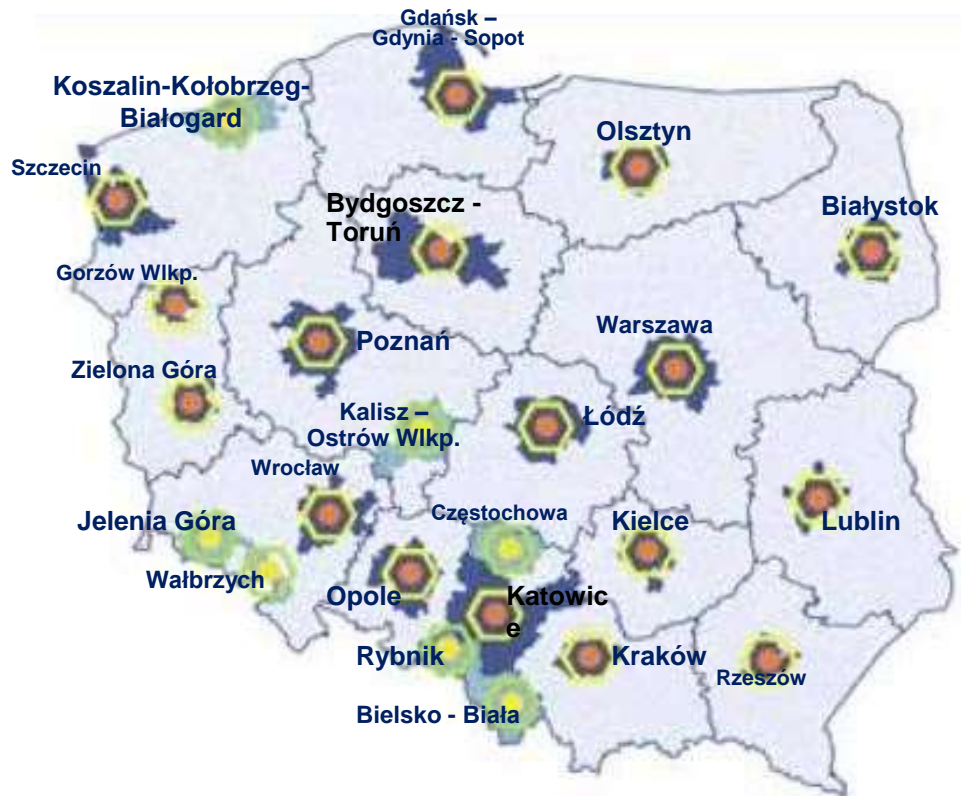 Gdańsk –
Gdynia - Sopot
Koszalin-Kołobrzeg-
Białogard
Olsztyn
Szczecin
Bydgoszcz -
Toruń
Białystok
Gorzów Wlkp.
Poznań
Warszawa
Zielona Góra
Kalisz –
Ostrów Wlkp.
Łódź
Wrocław
Częstochowa
Kielce
Jelenia Góra
Lublin
Wałbrzych
Opole
Katowic
e
Rybnik
Kraków
Rzeszów
Bielsko - Biała